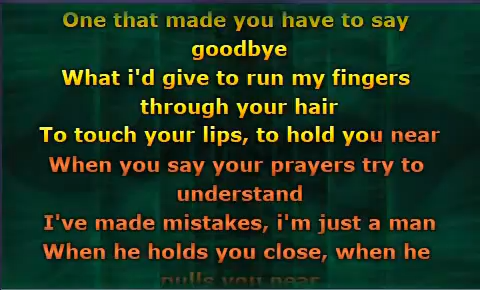 One that made you have to say
goodbye
What i'd give to run my fingers
through your hair
To touch your lips, to hold you near
When you say your prayers try to
understand
I've made mistakes, i'm just a man
When he holds you close, when he
pulls you near